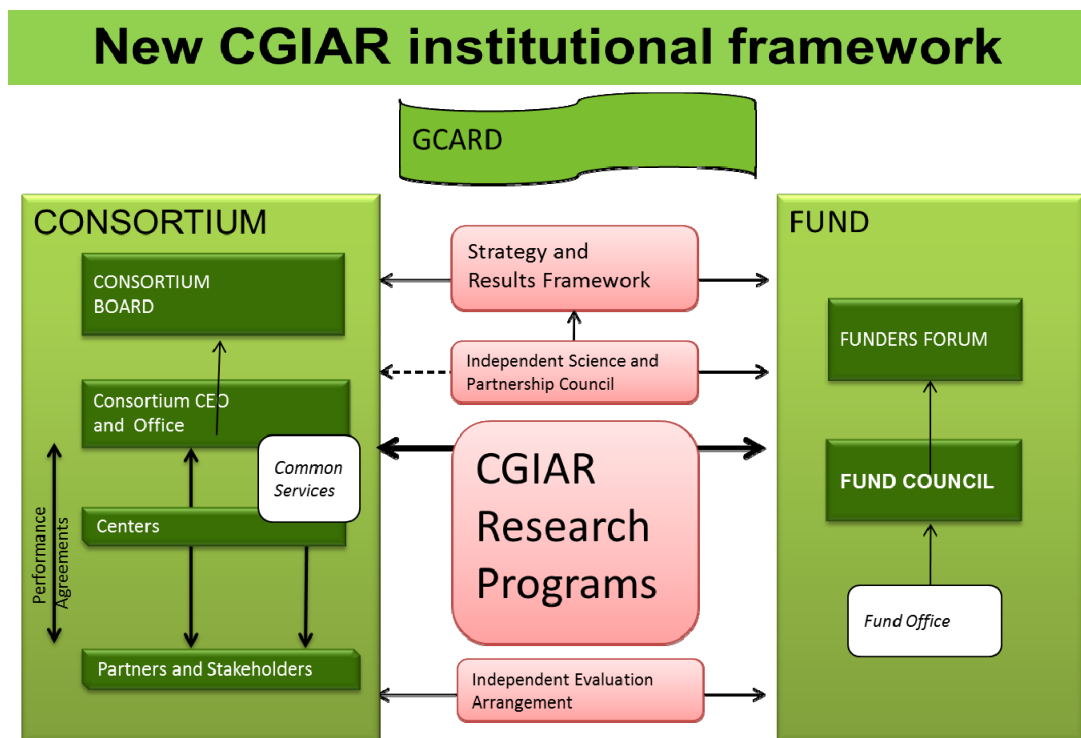 New CGIAR institutional framework
GCARD
CONSORTIUM
CONSORTIUM
BOARD
Consortium CEO
and Office
Common
Services
Centers
Performance
Agreements
Partners and Stakeholders
Strategy and
Results Framework
Independent Science and
Partnership Council
CGIAR
Research
Programs
Independent Evaluation
Arrangement
FUND
FUNDERS FORUM
FUND COUNCIL
Fund Office